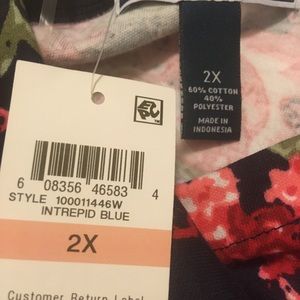 2X
60% COTTON
40%
POLYESTER
MADE IN
INDONESIA
6 08356 46583 4
STYLE 100011446W
INTREPID BLUE
2X
Customer Return Label